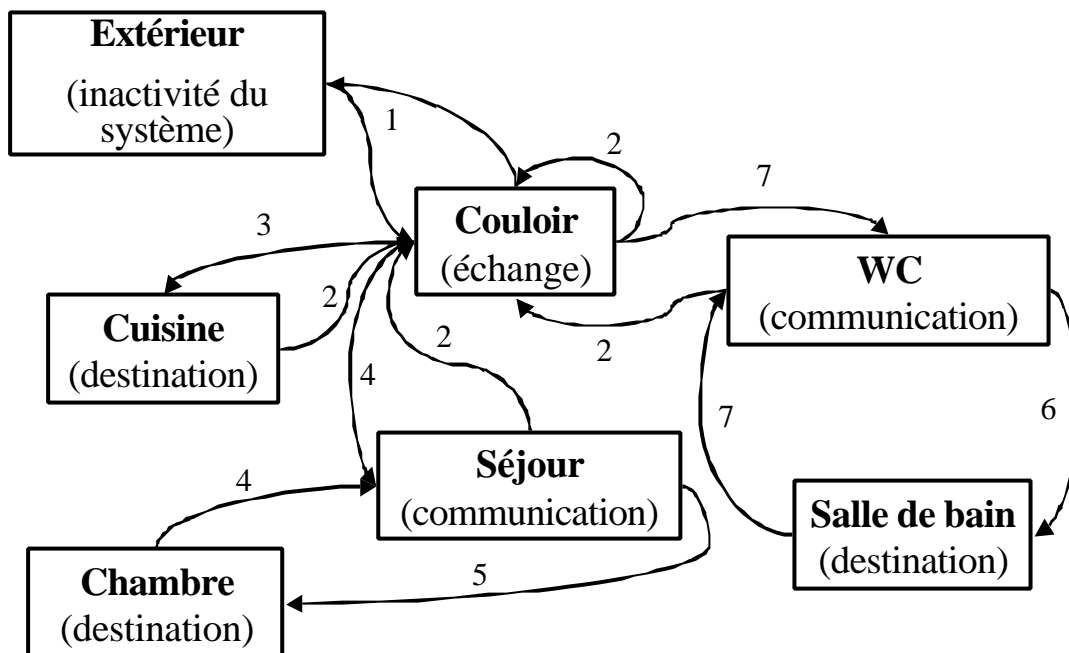 Extérieur
(inactivité du
système)
1
2
7
Couloir
(échange)
3
WC
(communication)
2
Cuisine
(destination)
2
2
4
7
6
Séjour
(communication)
4
Salle de bain
(destination)
5
Chambre
(destination)